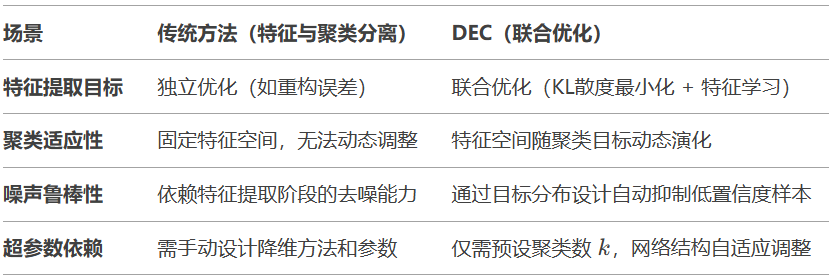 场景 传统方法（特征与聚类分离） DEC（联合优化）
特征提取目标 独立优化（如重构误差） 联合优化（KL散度最小化 + 特征学习）
聚类适应性 固定特征空间，无法动态调整 特征空间随聚类目标动态演化
噪声鲁棒性 依赖特征提取阶段的去噪能力 通过目标分布设计自动抑制低置信度样本
超参数依赖 需手动设计降维方法和参数 仅需预设聚类数 k，网络结构自适应调整